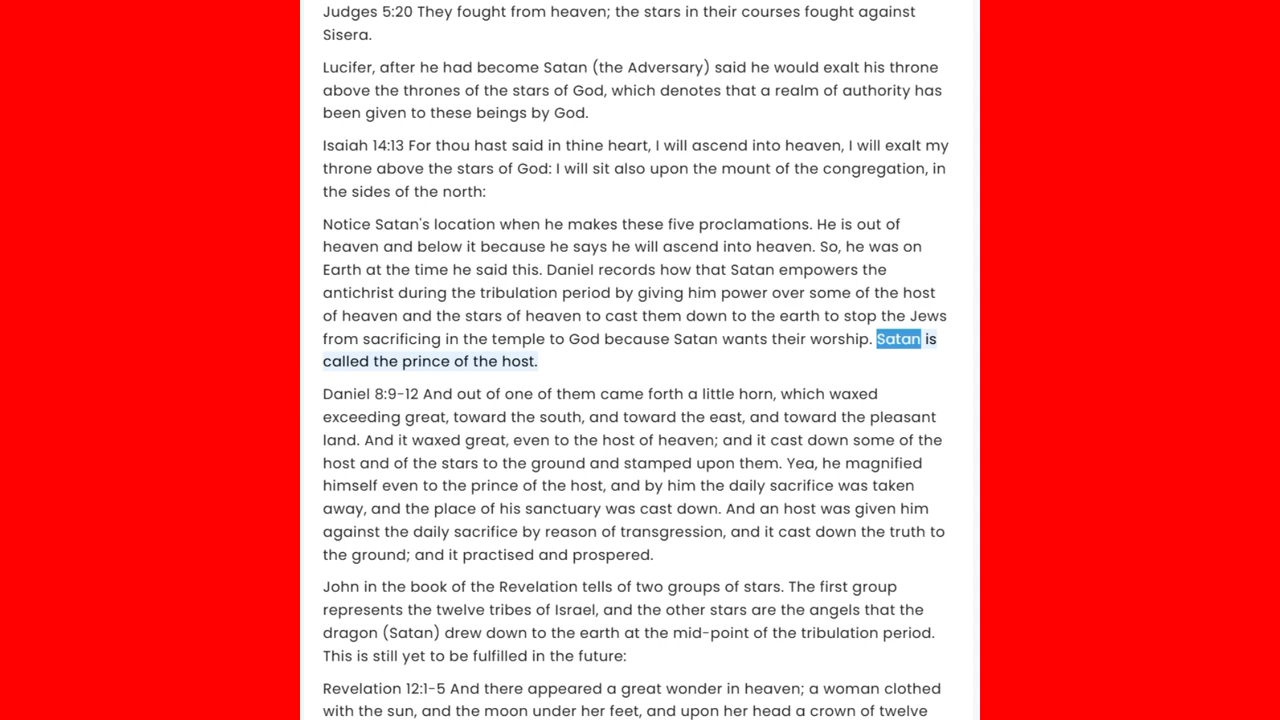 Judges 5:20 They fought from heaven; the stars in their courses fought against
Sisera.
Lucifer, after he had become Satan (the Adversary) said he would exalt his throne
above the thrones of the stars of God, which denotes that a realm of authority has
been given to these beings by God.
Isaiah 14:13 For thou hast said in thine heart, I will ascend into heaven, I will exalt my
throne above the stars of God: I will sit also upon the mount of the congregation, in
the sides of the north:
Notice Satan's location when he makes these five proclamations. He is out of
heaven and below it because he says he will ascend into heaven. So, he was on
Earth at the time he said this. Daniel records how that Satan empowers the
antichrist during the tribulation period by giving him power over some of the host
of heaven and the stars of heaven to cast them down to the earth to stop the Jews
from sacrificing in the temple to God because Satan wants their worship. Satan is
called the prince of the host.
Daniel 8:9-12 And out of one of them came forth a little horn, which waxed
exceeding great, toward the south, and toward the east, and toward the pleasant
land. And it waxed great, even to the host of heaven; and it cast down some of the
host and of the stars to the ground and stamped upon them. Yea, he magnified
himself even to the prince of the host, and by him the daily sacrifice was taken
away, and the place of his sanctuary was cast down. And an host was given him
against the daily sacrifice by reason of transgression, and it cast down the truth to
the ground; and it practised and prospered.
John in the book of the Revelation tells of two groups of stars. The first group
represents the twelve tribes of Israel, and the other stars are the angels that the
dragon (Satan) drew down to the earth at the mid-point of the tribulation period.
This is still yet to be fulfilled in the future:
Revelation 12:1-5 And there appeared a great wonder in heaven; a woman clothed
with the sun, and the moon under her feet, and upon her head a crown of twelve